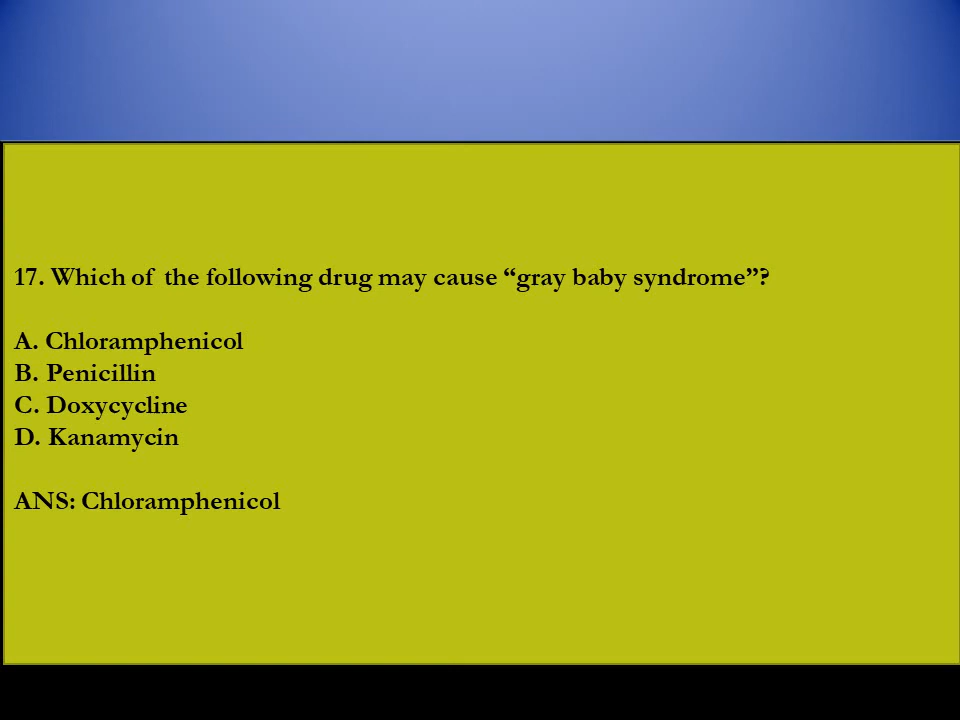 17. Which of the following drug may cause “gray baby syndrome”?
A. Chloramphenicol
B. Penicillin
C. Doxycycline
D. Kanamycin
ANS: Chloramphenicol